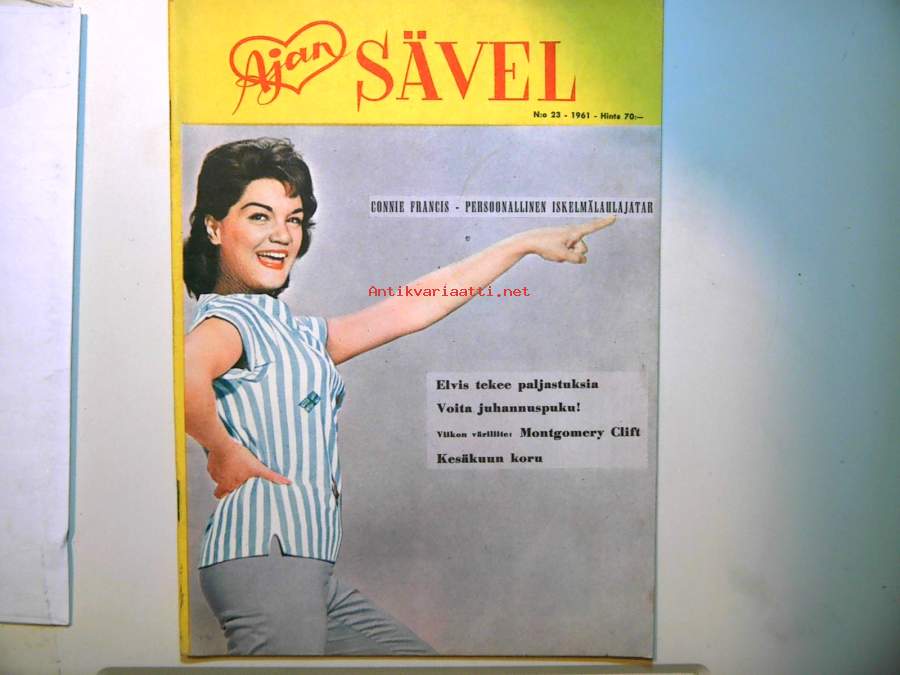 Ajan SÄVEL
N:o 23 - 1961 - Hinta 70:—
CONNIE FRANCIS - PERSOONALLINEN ISKELMÄLAULAJATAR
Antikvariaatti.net
Elvis tekee paljastuksia
Voita juhannuspuku!
Viikon väriliite: Montgomery Clift
Kesäkuun koru